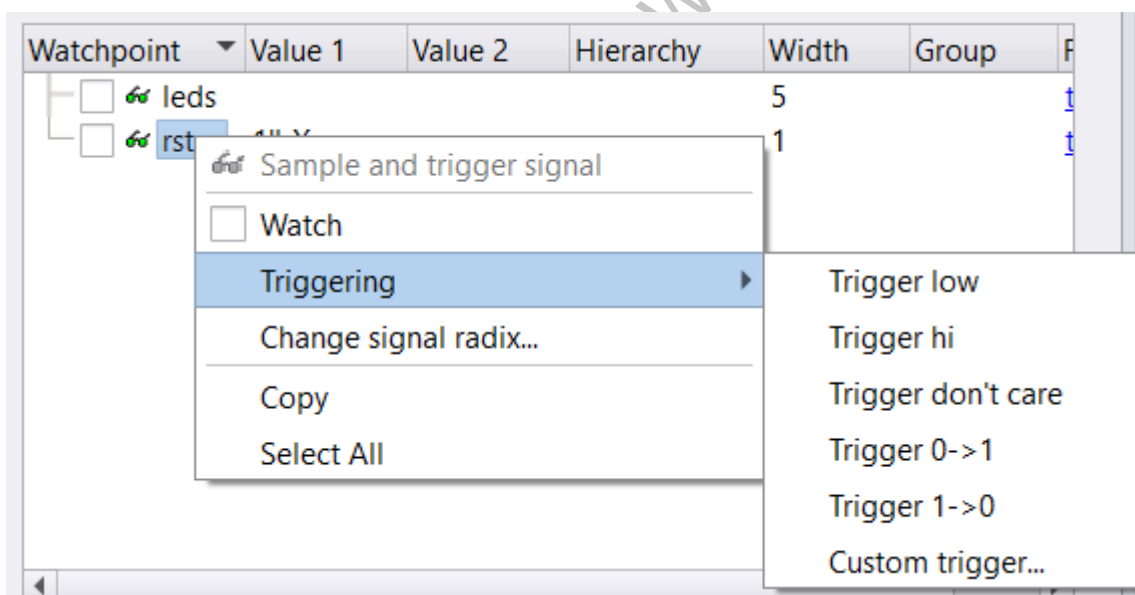 Watchpoint Value 1 Value 2 Hierarchy Width Group
leds 5 t
rst 1 t
Sample and trigger signal
Watch
Triggering
Change signal radix...
Copy
Select All
Trigger low
Trigger hi
Trigger don't care
Trigger 0->1
Trigger 1->0
Custom trigger...